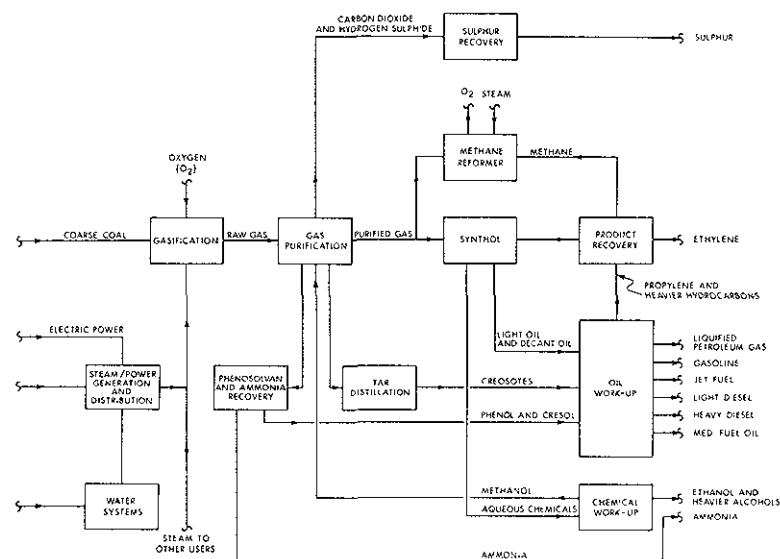 CARBON DIOXIDE
AND HYDROGEN SULPHIDE
SULPHUR
RECOVERY
SULPHUR
O2 STEAM
OXYGEN
(O2)
METHANE
REFORMER
METHANE
COARSE COAL
GASIFICATION
RAW GAS
GAS
PURIFICATION
PURIFIED GAS
SYNTHOL
PRODUCT
RECOVERY
ETHYLENE
PROPYLENE AND
HEAVIER HYDROCARBONS
ELECTRIC POWER
STEAM/POWER
GENERATION
AND
DISTRIBUTION
PHENOSOLVAN
AND AMMONIA
RECOVERY
TAR
DISTILLATION
LIGHT OIL
AND DECANT OIL
CREOSOTES
PHENOL AND CRESOL
OIL
WORK-UP
LIQUIFIED
PETROLEUM GAS
GASOLINE
JET FUEL
LIGHT DIESEL
HEAVY DIESEL
MED FUEL OIL
WATER
SYSTEMS
STEAM TO
OTHER USERS
METHANOL
AQUEOUS CHEMICALS
CHEMICAL
WORK-UP
ETHANOL AND
HEAVIER ALCOHOLS
AMMONIA
AMMONIA